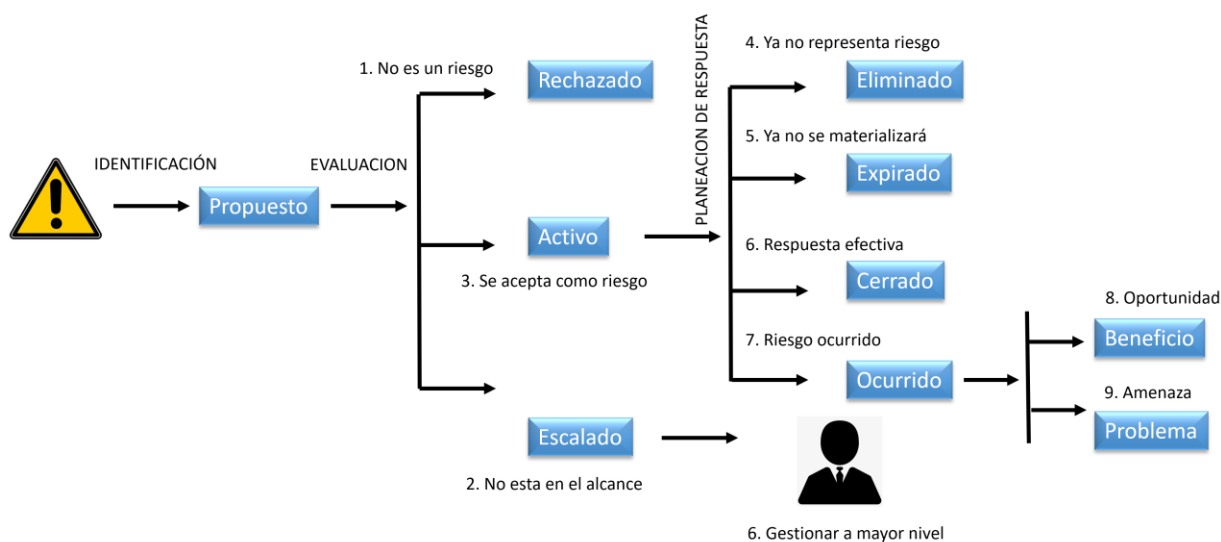 1. No es un riesgo
Rechazado
IDENTIFICACIÓN
Propuesto
EVALUACION
Activo
3. Se acepta como riesgo
Escalado
2. No esta en el alcance
PLANEACION DE RESPUESTA
4. Ya no representa riesgo
Eliminado
5. Ya no se materializará
Expirado
6. Respuesta efectiva
Cerrado
7. Riesgo ocurrido
Ocurrido
8. Oportunidad
Beneficio
9. Amenaza
Problema
6. Gestionar a mayor nivel